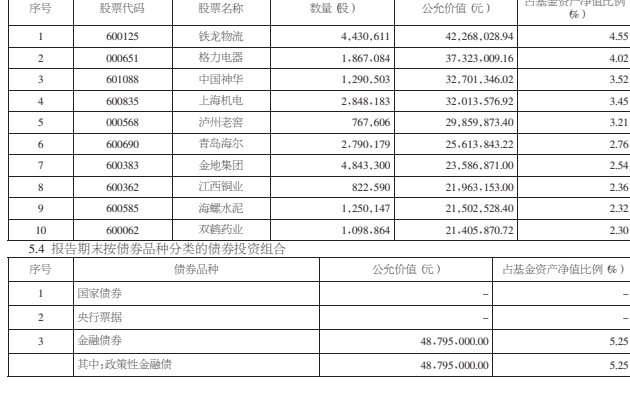 序号 股票代码 股票名称 数量(股) 公允价值(元) 占基金资产净值比例(%)
1 600125 铁龙物流 4,430,611 42,268,028.94 4.55
2 000651 格力电器 1,867,084 37,323,009.16 4.02
3 601088 中国神华 1,290,503 32,701,346.02 3.52
4 600835 上海机电 2,848,183 32,013,576.92 3.45
5 000568 泸州老窖 767,606 29,859,873.40 3.21
6 600690 青岛海尔 2,790,179 25,613,843.22 2.76
7 600383 金地集团 4,843,300 23,586,871.00 2.54
8 600362 江西铜业 822,590 21,963,153.00 2.36
9 600585 海螺水泥 1,250,147 21,502,528.40 2.32
10 600062 双鹤药业 1,098,864 21,405,870.72 2.30
5.4 报告期末按债券品种分类的债券投资组合
序号 债券品种 公允价值(元) 占基金资产净值比例(%)
1 国家债券 – –
2 央行票据 – –
3 金融债券 48,795,000.00 5.25
其中:政策性金融债 48,795,000.00 5.25